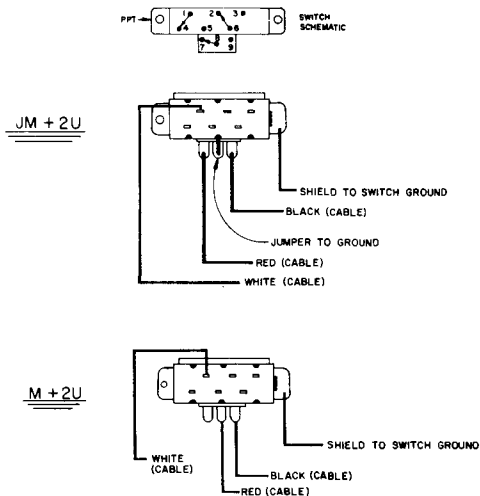 PPT
1 2 3
4 5 6
7 8 9
SWITCH
SCHEMATIC
JM + 2U
SHIELD TO SWITCH GROUND
BLACK (CABLE)
JUMPER TO GROUND
RED (CABLE)
WHITE (CABLE)
M + 2U
SHIELD TO SWITCH GROUND
WHITE
(CABLE)
BLACK (CABLE)
RED (CABLE)